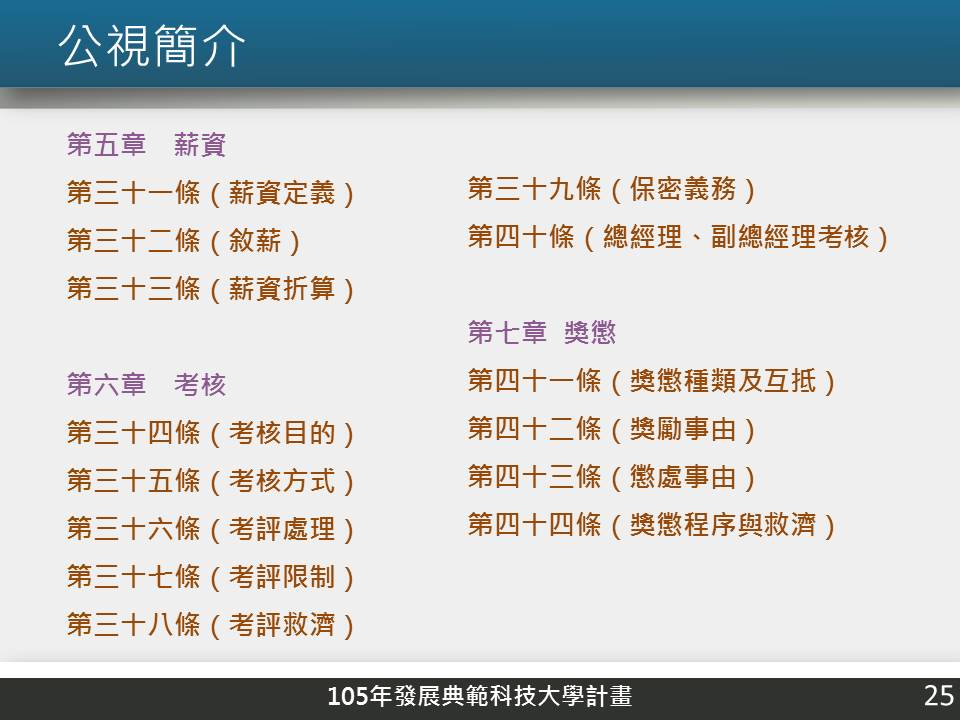 公視簡介
第五章　薪資
第三十一條（薪資定義）
第三十二條（敘薪）
第三十三條（薪資折算）
第六章　考核
第三十四條（考核目的）
第三十五條（考核方式）
第三十六條（考評處理）
第三十七條（考評限制）
第三十八條（考評救濟）
第三十九條（保密義務）
第四十條（總經理、副總經理考核）
第七章 獎懲
第四十一條（獎懲種類及互抵）
第四十二條（獎勵事由）
第四十三條（懲處事由）
第四十四條（獎懲程序與救濟）
105年發展典範科技大學計畫
25